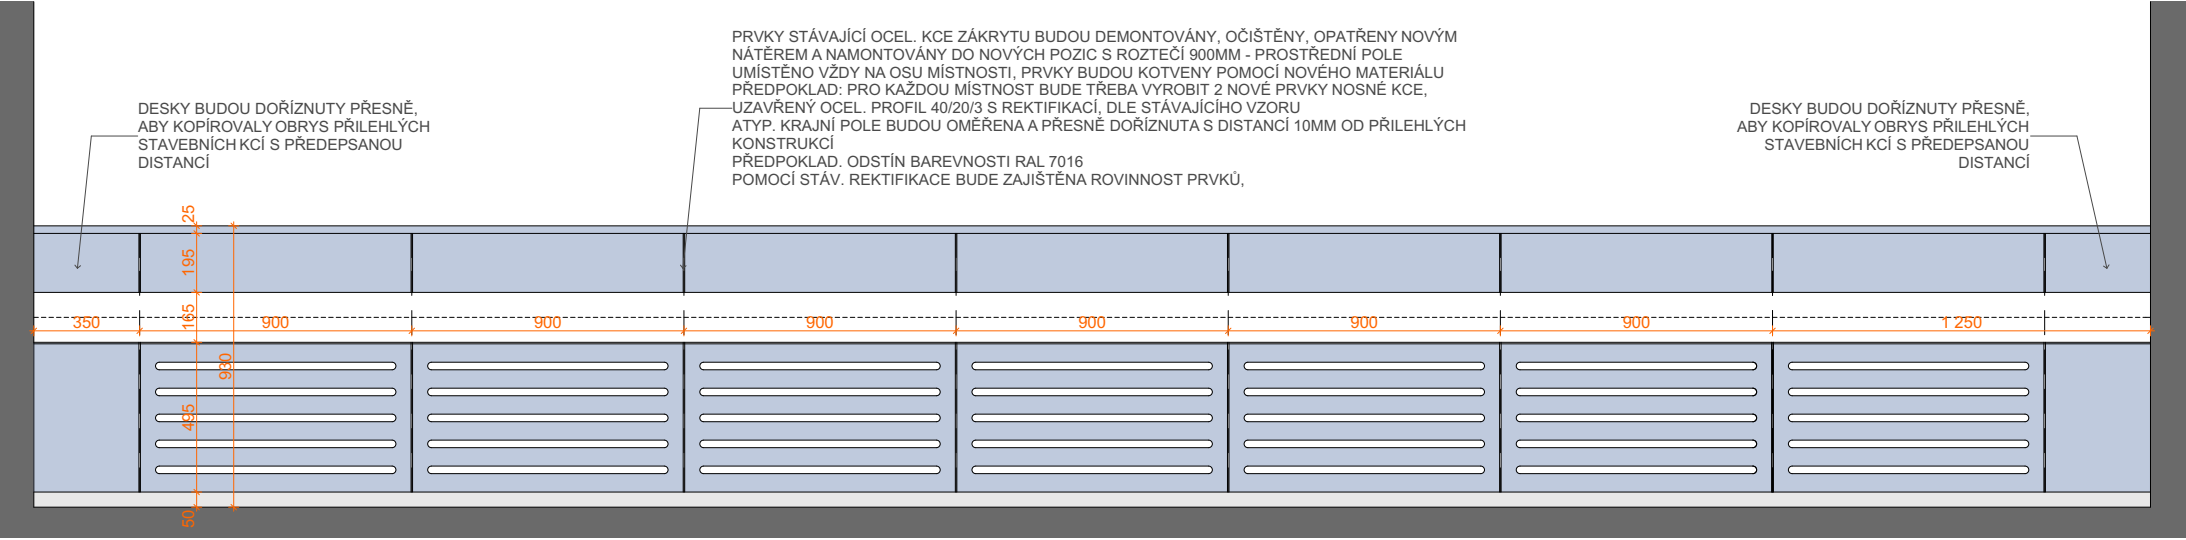 PRVKY STÁVAJÍCÍ OCEL. KCE ZÁKRYTU BUDOU DEMONTOVÁNY, OČIŠTĚNY, OPATŘENY NOVÝM
NÁTĚREM A NAMONTOVÁNY DO NOVÝCH POZIC S ROZTEČÍ 900MM - PROSTŘEDNÍ POLE
UMÍSTĚNO VŽDY NA OSU MÍSTNOSTI, PRVKY BUDOU KOTVENY POMOCÍ NOVÉHO MATERIÁLU
PŘEDPOKLAD: PRO KAŽDOU MÍSTNOST BUDE TŘEBA VYROBIT 2 NOVÉ PRVKY NOSNÉ KCE,
UZAVŘENÝ OCEL. PROFIL 40/20/3 S REKTIFIKACÍ, DLE STÁVAJÍCÍHO VZORU
ATYP. KRAJNÍ POLE BUDOU OMĚŘENA A PŘESNĚ DOŘÍZNUTA S DISTANCÍ 10MM OD PŘILEHLÝCH
KONSTRUKCÍ
PŘEDPOKLAD. ODSTÍN BAREVNOSTI RAL 7016
POMOCÍ STÁV. REKTIFIKACE BUDE ZAJIŠTĚNA ROVINNOST PRVKŮ,
DESKY BUDOU DOŘÍZNUTY PŘESNĚ,
ABY KOPÍROVALY OBRYS PŘILEHLÝCH
STAVEBNÍCH KCÍ S PŘEDEPSANOU
DISTANCÍ
DESKY BUDOU DOŘÍZNUTY PŘESNĚ,
ABY KOPÍROVALY OBRYS PŘILEHLÝCH
STAVEBNÍCH KCÍ S PŘEDEPSANOU
DISTANCÍ
25
195
165
350
900
900
900
900
900
900
1 250
930
495
50